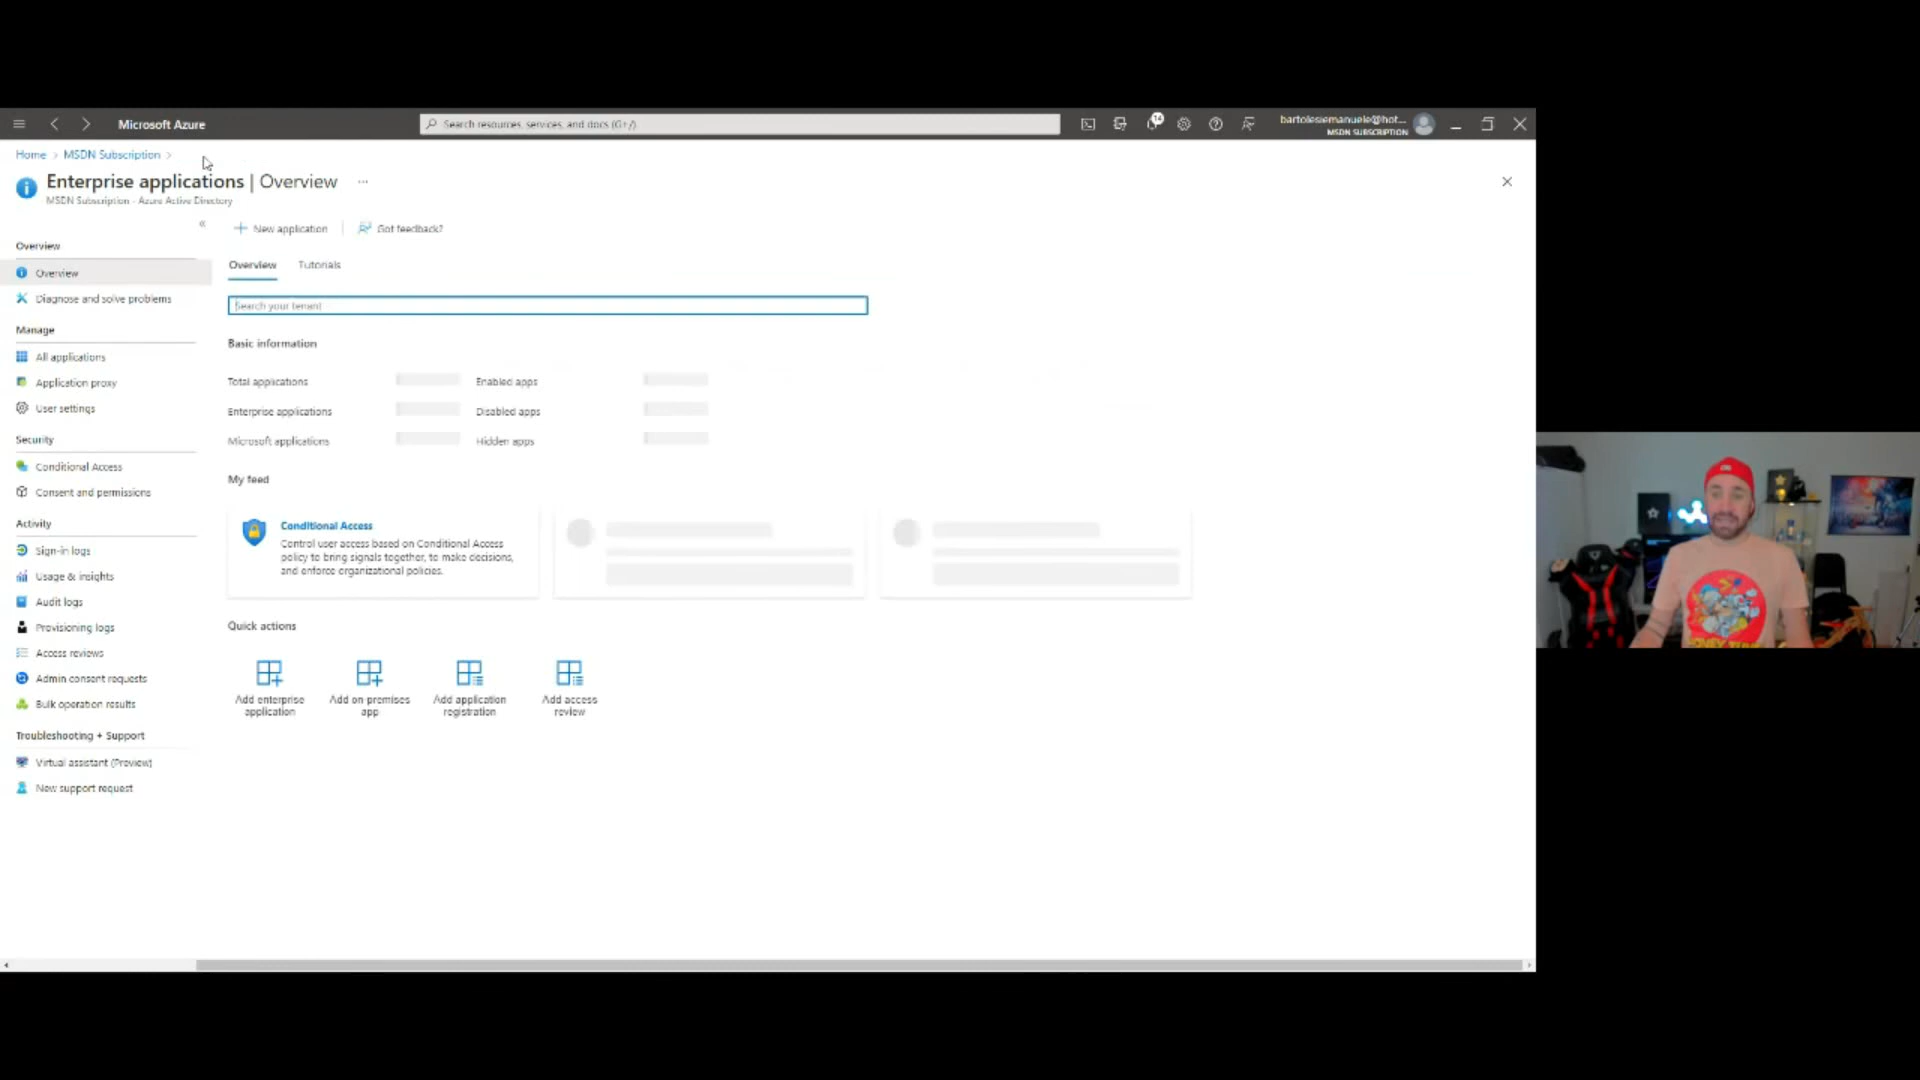 Microsoft Azure
Search resources, services, and docs (G+/)
14
bartolesiemanuele@hot...
MSDN SUBSCRIPTION
Home > MSDN Subscription >
Enterprise applications | Overview ...
MSDN Subscription - Azure Active Directory
«
New application
Got feedback?
Overview
Overview
Diagnose and solve problems
Manage
All applications
Application proxy
User settings
Security
Conditional Access
Consent and permissions
Activity
Sign-in logs
Usage & insights
Audit logs
Provisioning logs
Access reviews
Admin consent requests
Bulk operation results
Troubleshooting + Support
Virtual assistant (Preview)
New support request
Overview Tutorials
Search your tenant
Basic information
Total applications Enabled apps
Enterprise applications Disabled apps
Microsoft applications Hidden apps
My feed
Conditional Access
Control user access based on Conditional Access
policy to bring signals together, to make decisions,
and enforce organizational policies.
Quick actions
Add enterprise
application
Add on-premises
app
Add application
registration
Add access
review